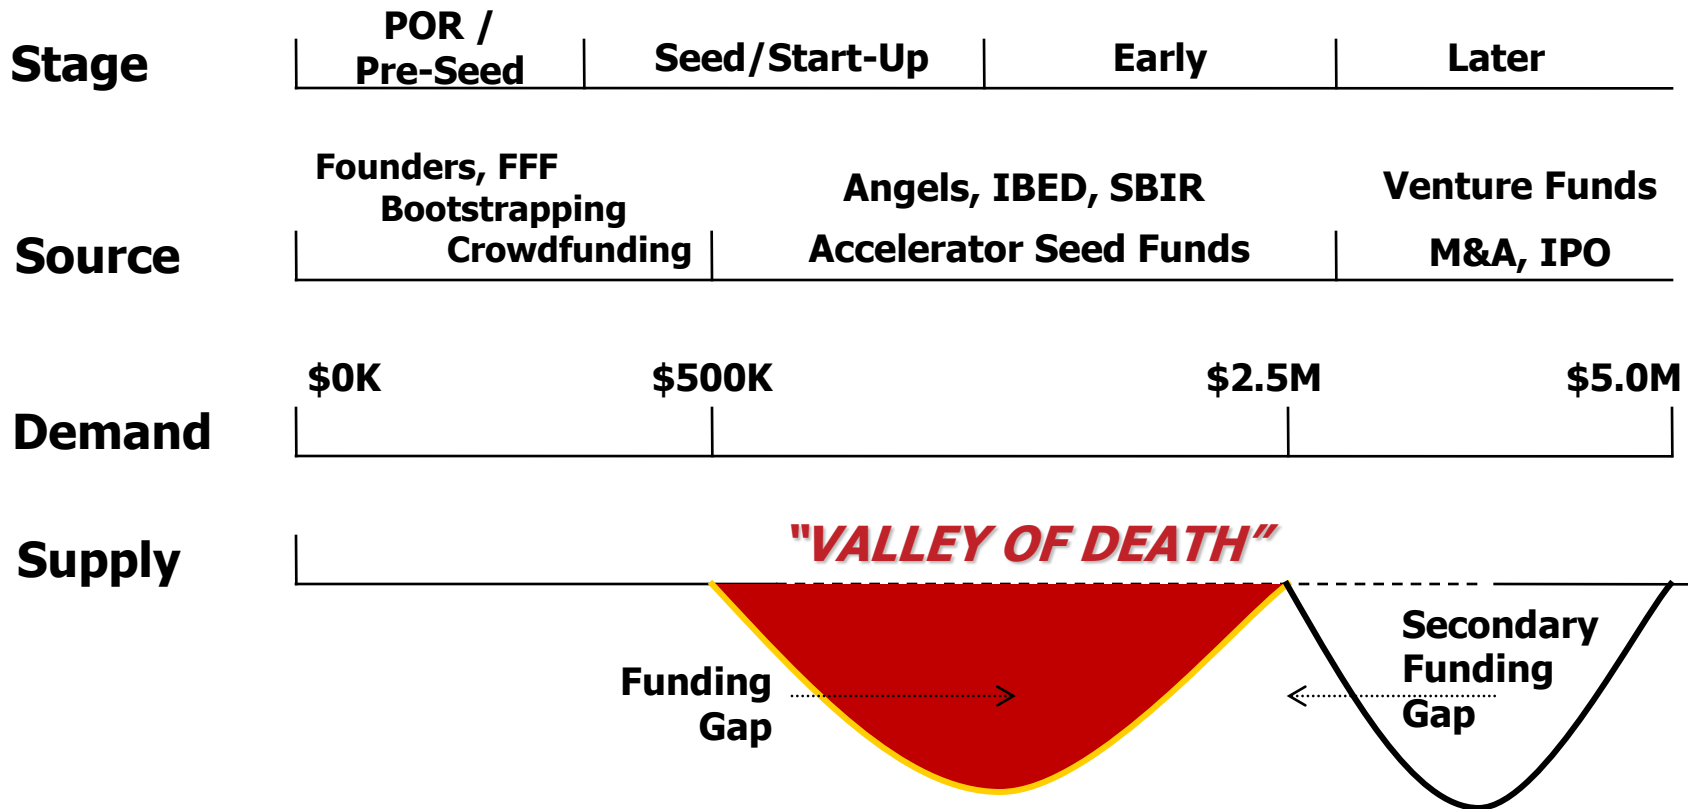 Stage
POR /
Pre-Seed
Seed/Start-Up
Early
Later
Source
Founders, FFF
Bootstrapping
Crowdfunding
Angels, IBED, SBIR
Accelerator Seed Funds
Venture Funds
M&A, IPO
Demand
$0K
$500K
$2.5M
$5.0M
Supply
“VALLEY OF DEATH”
Funding
Gap
Secondary
Funding
Gap